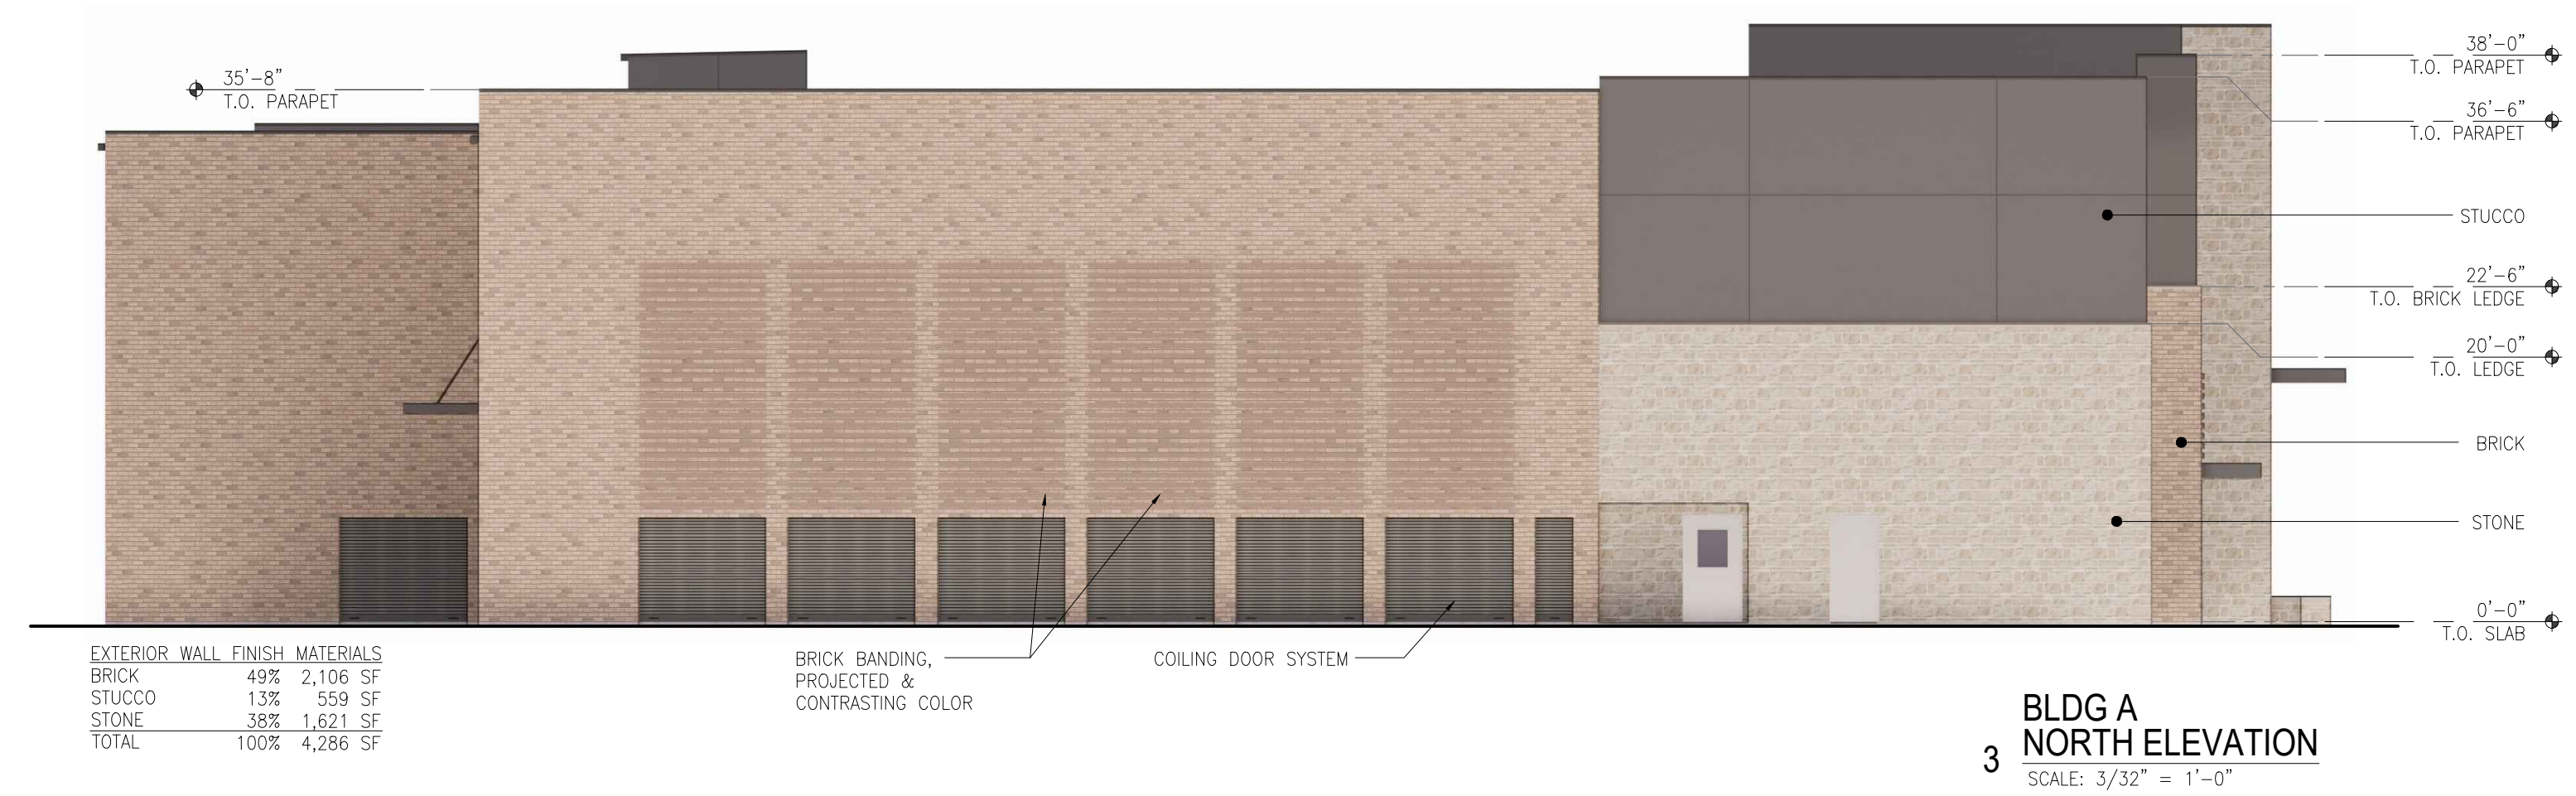 35'-8"
T.O. PARAPET
38'-0"
T.O. PARAPET
36'-6"
T.O. PARAPET
STUCCO
22'-6"
T.O. BRICK LEDGE
20'-0"
T.O. LEDGE
BRICK
STONE
0'-0"
T.O. SLAB
EXTERIOR WALL FINISH MATERIALS
BRICK 49% 2,106 SF
STUCCO 13% 559 SF
STONE 38% 1,621 SF
TOTAL 100% 4,286 SF
BRICK BANDING,
PROJECTED &
CONTRASTING COLOR
COILING DOOR SYSTEM
BLDG A
3 NORTH ELEVATION
SCALE: 3/32" = 1'-0"